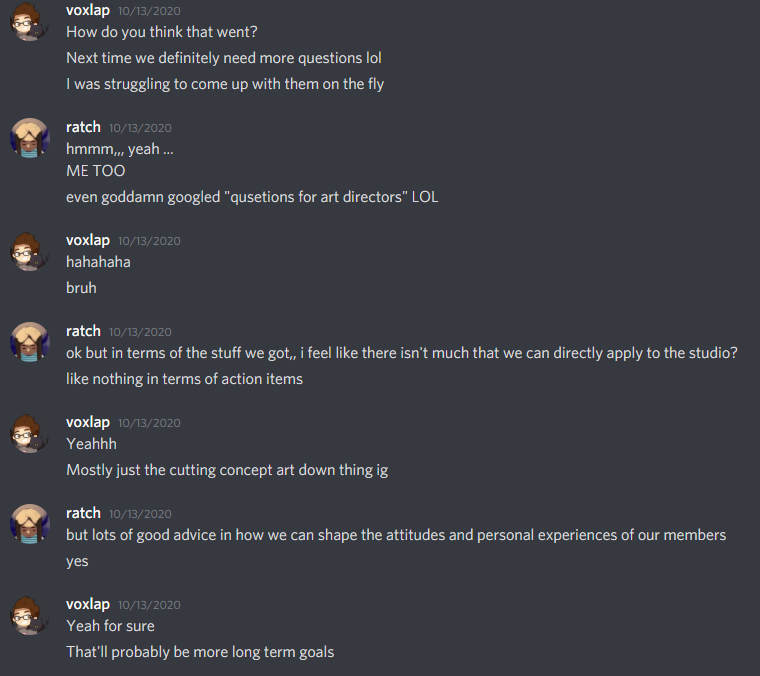 voxlap 10/13/2020
How do you think that went?
Next time we definitely need more questions lol
I was struggling to come up with them on the fly
ratch 10/13/2020
hmmm,,, yeah ...
ME TOO
even goddamn googled "qusetions for art directors" LOL
voxlap 10/13/2020
hahahaha
bruh
ratch 10/13/2020
ok but in terms of the stuff we got,, i feel like there isn't much that we can directly apply to the studio?
like nothing in terms of action items
voxlap 10/13/2020
Yeahhh
Mostly just the cutting concept art down thing ig
ratch 10/13/2020
but lots of good advice in how we can shape the attitudes and personal experiences of our members
yes
voxlap 10/13/2020
Yeah for sure
That'll probably be more long term goals